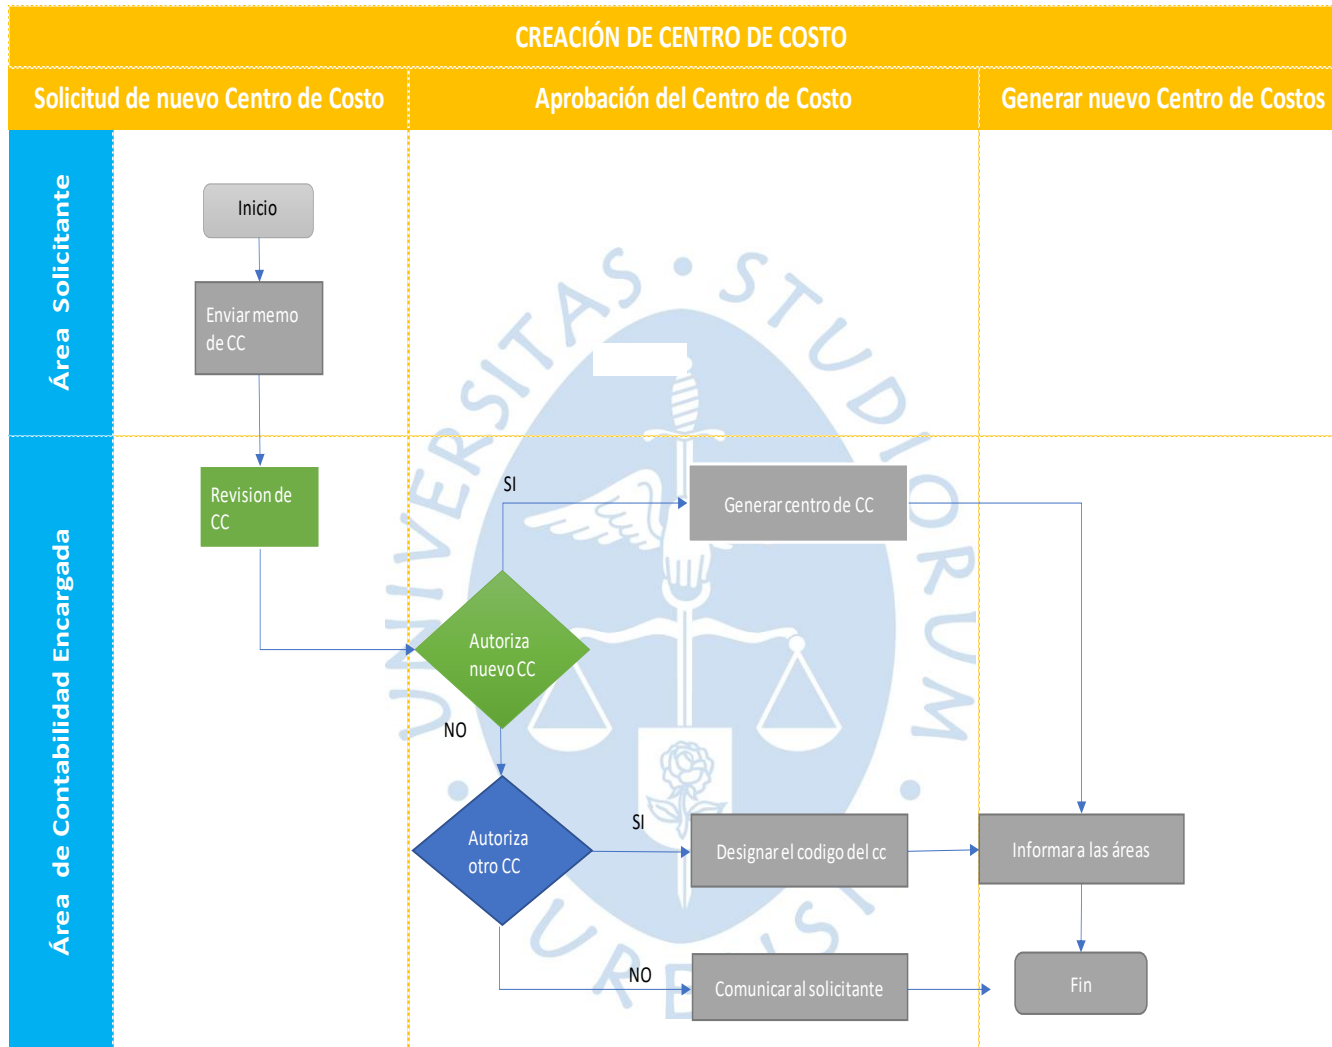 CREACIÓN DE CENTRO DE COSTO
Solicitud de nuevo Centro de Costo
Aprobación del Centro de Costo
Generar nuevo Centro de Costos
Área Solicitante
Inicio
Enviar memo
de CC
UNIVERSITAS · STUDIORUM ·
Área de Contabilidad Encargada
Revision de
CC
SI
Generar centro de CC
Autoriza
nuevo CC
NO
Autoriza
otro CC
SI
Designar el codigo del cc
Informar a las áreas
NO
Comunicar al solicitante
Fin